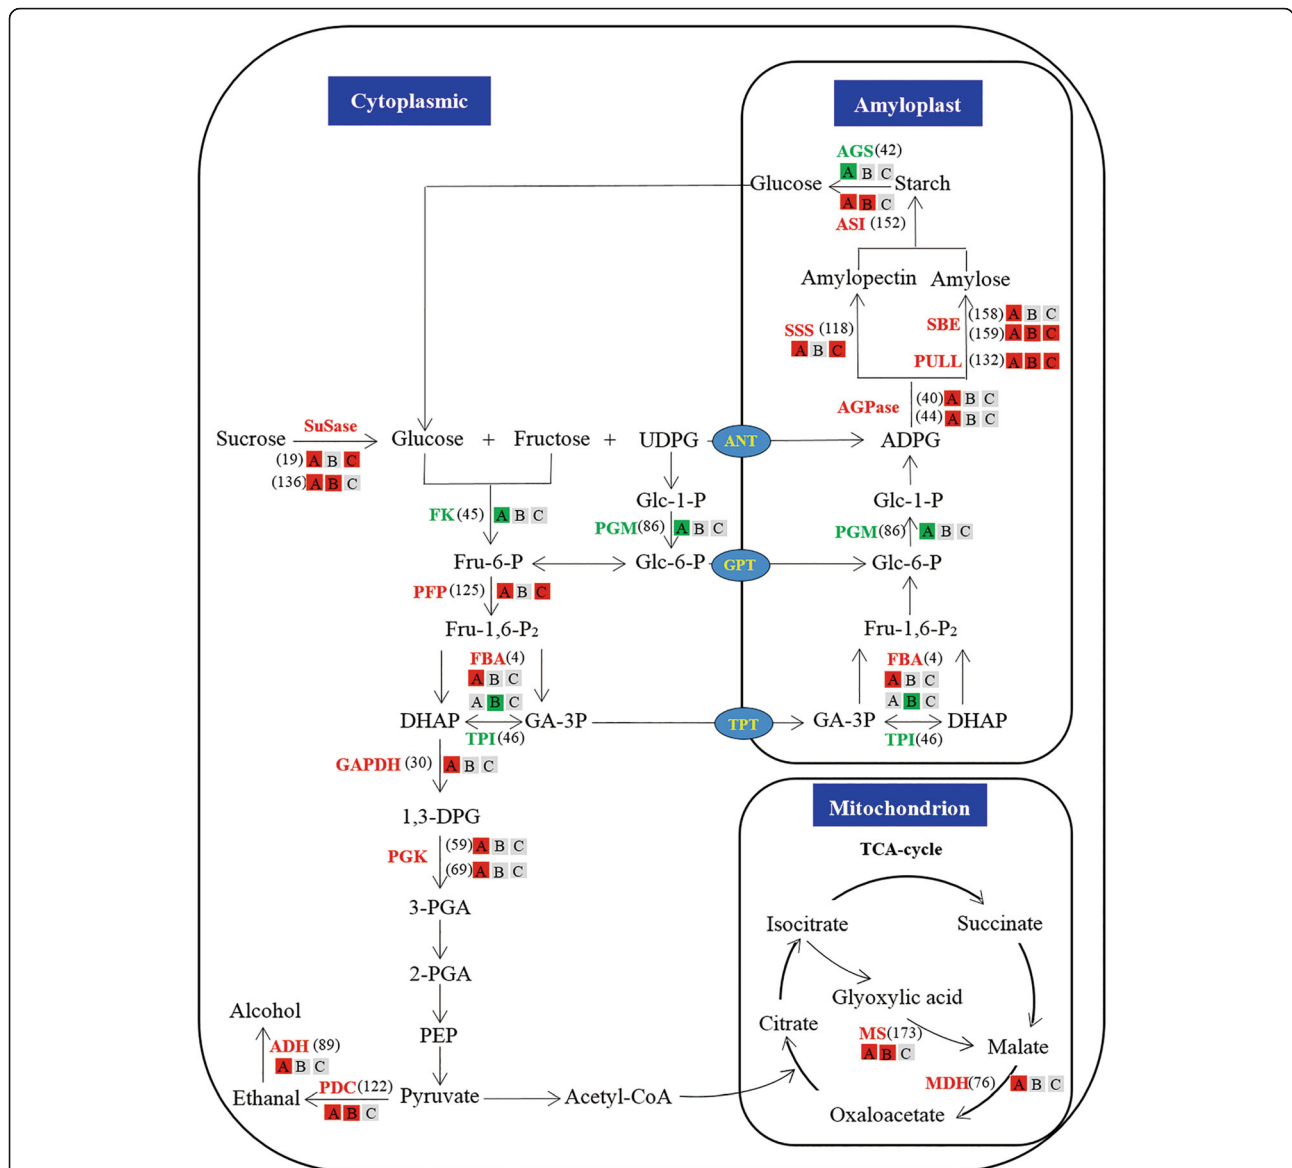 Cytoplasmic
Amyloplast
AGS(42)
A B C
Glucose
Starch
A B C
ASI (152)
Amylopectin
Amylose
SSS (118)
A B C
SBE
(158) A B C
(159) A B C
PULL (132) A B C
AGPase
(40) A B C
(44) A B C
Sucrose
SuSase
(19) A B C
(136) A B C
Glucose + Fructose + UDPG
ANT
ADPG
Glc-1-P
Glc-1-P
FK(45) A B C
PGM(86) A B C
PGM(86) A B C
Fru-6-P
Glc-6-P
GPT
Glc-6-P
PFP(125) A B C
Fru-1,6-P2
Fru-1,6-P2
FBA(4)
A B C
A B C
DHAP
GA-3P
TPI(46)
TPT
FBA(4)
A B C
A B C
GA-3P
DHAP
TPI(46)
GAPDH (30) A B C
1,3-DPG
PGK
(59) A B C
(69) A B C
3-PGA
2-PGA
PEP
Pyruvate
Alcohol
ADH (89)
A B C
Ethanal
PDC(122)
A B C
Acetyl-CoA
Mitochondrion
TCA-cycle
Isocitrate
Succinate
Glyoxylic acid
Citrate
MS(173)
A B C
Malate
MDH(76) A B C
Oxaloacetate